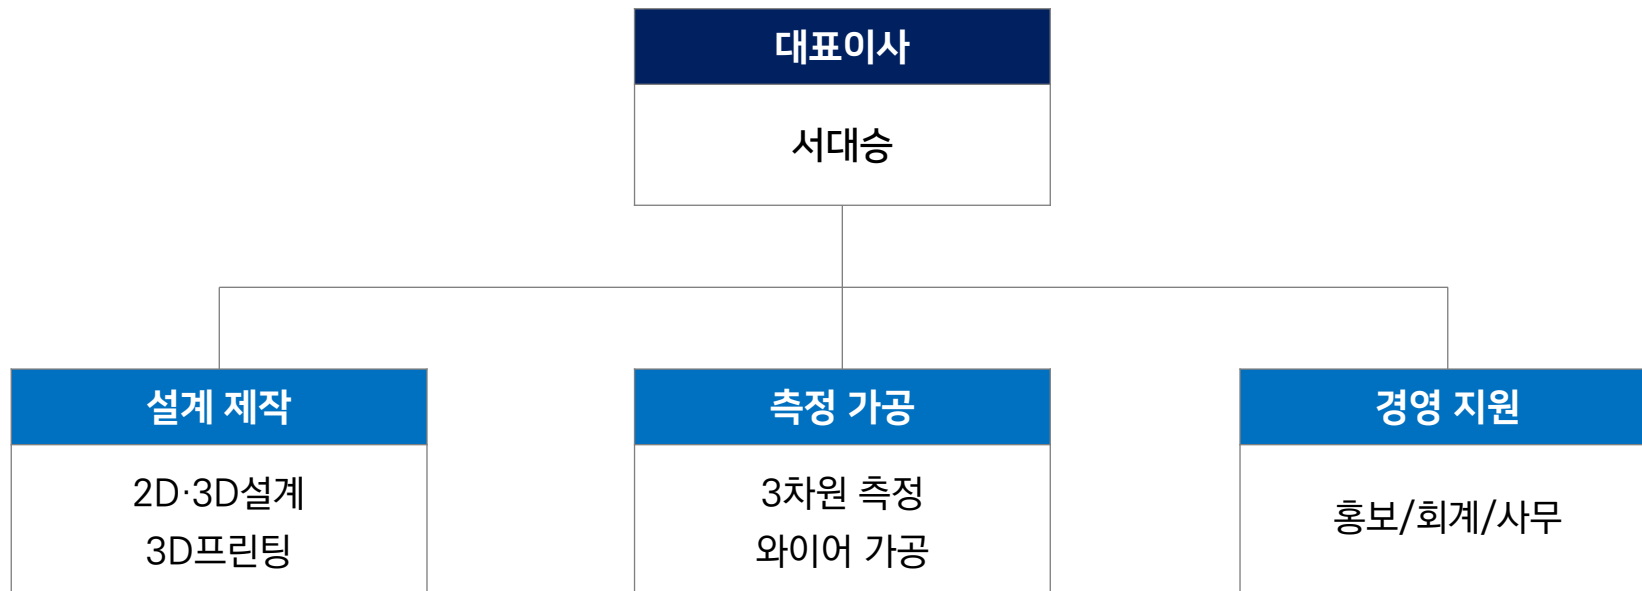 대표이사
서대승
설계 제작
2D·3D설계
3D프린팅
측정 가공
3차원 측정
와이어 가공
경영 지원
홍보/회계/사무